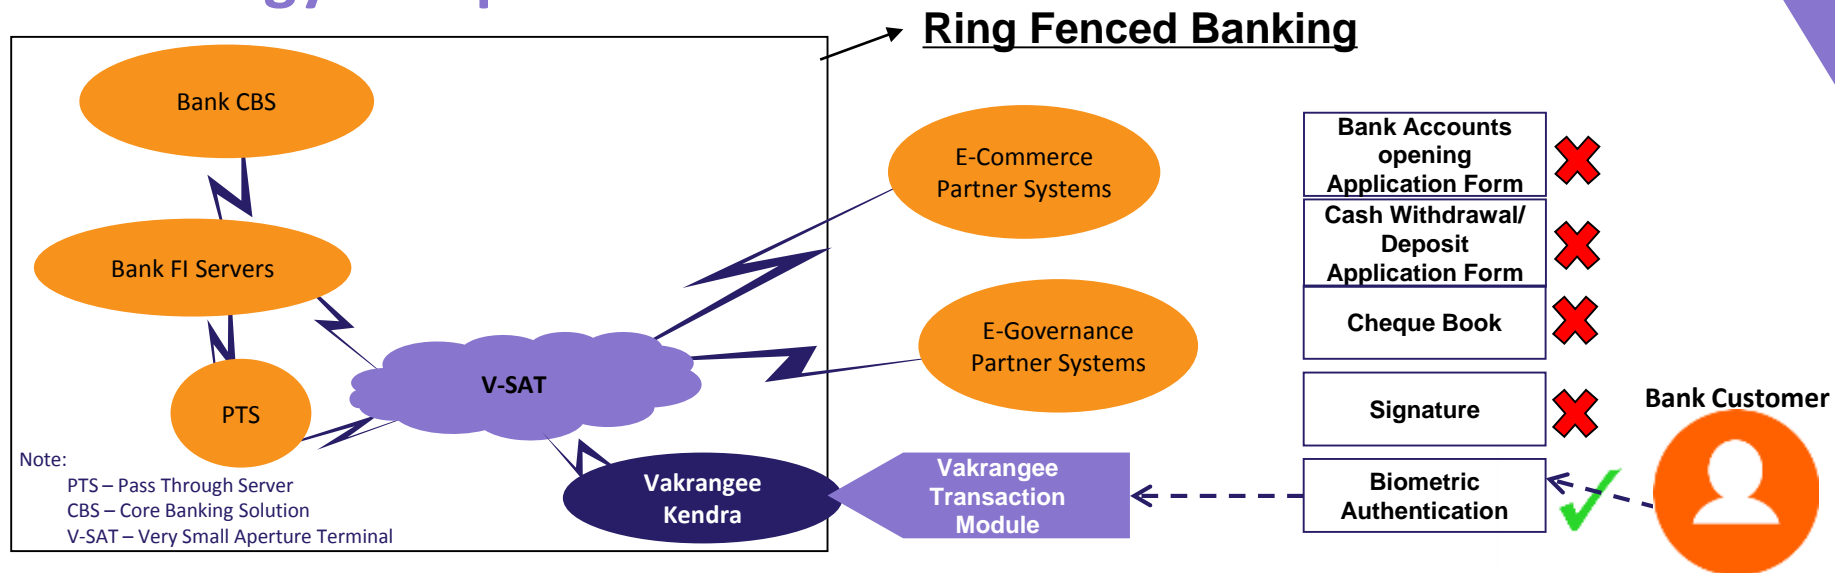 Ring Fenced Banking
Bank CBS
Bank FI Servers
PTS
V-SAT
E-Commerce
Partner Systems
E-Governance
Partner Systems
Vakrangee
Kendra
Vakrangee
Transaction
Module
Bank Accounts
opening
Application Form
Cash Withdrawal/
Deposit
Application Form
Cheque Book
Signature
Biometric
Authentication
Bank Customer
Note:
PTS – Pass Through Server
CBS – Core Banking Solution
V-SAT – Very Small Aperture Terminal